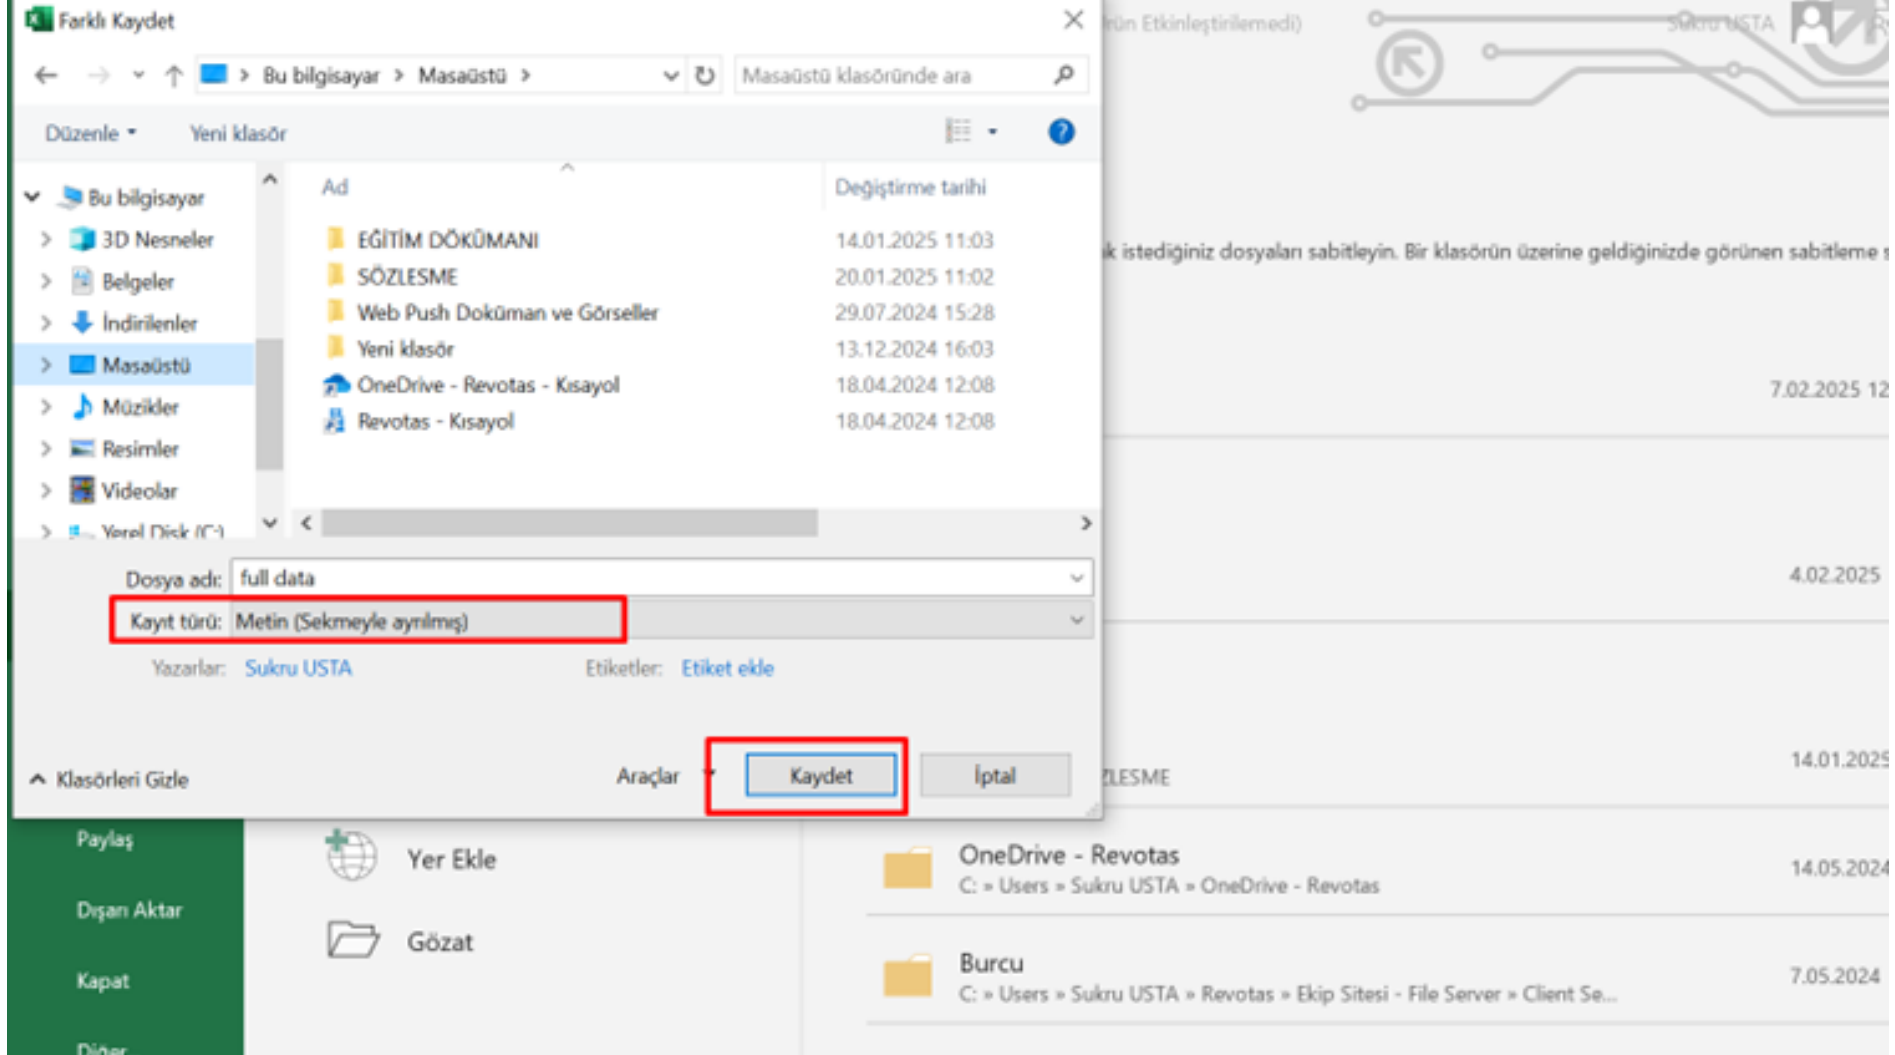 Farklı Kaydet
Bu bilgisayar > Masaüstü >
Masaüstü klasöründe ara
Düzenle
Yeni klasör
Bu bilgisayar
3D Nesneler
Belgeler
İndirilenler
Masaüstü
Müzikler
Resimler
Videolar
Yerel Disk (C:)
Ad
Değiştirme tarihi
EĞİTİM DÖKÜMANI 14.01.2025 11:03
SÖZLESME 20.01.2025 11:02
Web Push Doküman ve Görseller 29.07.2024 15:28
Yeni klasör 13.12.2024 16:03
OneDrive - Revotas - Kısayol 18.04.2024 12:08
Revotas - Kısayol 18.04.2024 12:08
Dosya adı: full data
Kayıt türü: Metin (Sekmeyle ayrılmış)
Yazarlar: Sukru USTA
Etiketler: Etiket ekle
Klasörleri Gizle
Araçlar
Kaydet
İptal
Etkinleştirilemedi)
Sukru USTA
istediğiniz dosyaları sabitleyin. Bir klasörün üzerine geldiğinizde görünen sabitleme s
7.02.2025 12
4.02.2025
14.01.2025
ZLESME
Paylaş
Dışarı Aktar
Kapat
Diğer
Yer Ekle
Gözat
OneDrive - Revotas
C: » Users » Sukru USTA » OneDrive - Revotas
14.05.2024
Burcu
C: » Users » Sukru USTA » Revotas » Ekip Sitesi - File Server » Client Se...
7.05.2024